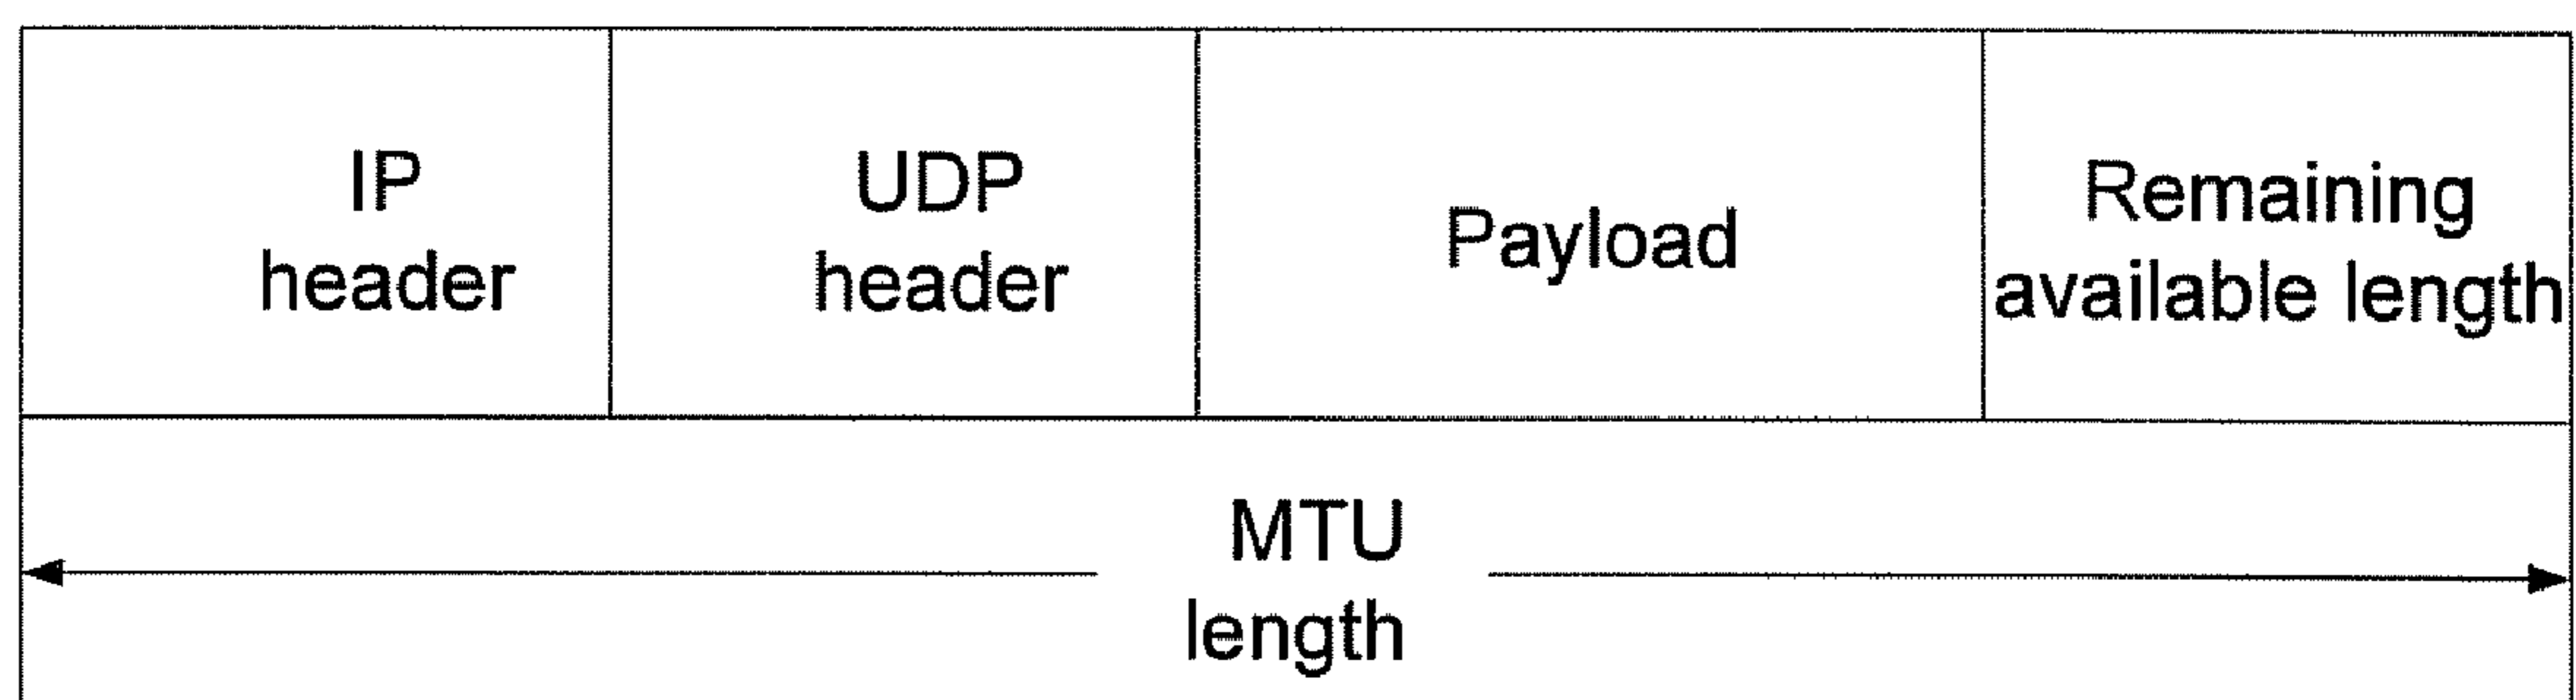 IP
header
UDP
header
Payload
Remaining
available length
MTU
length